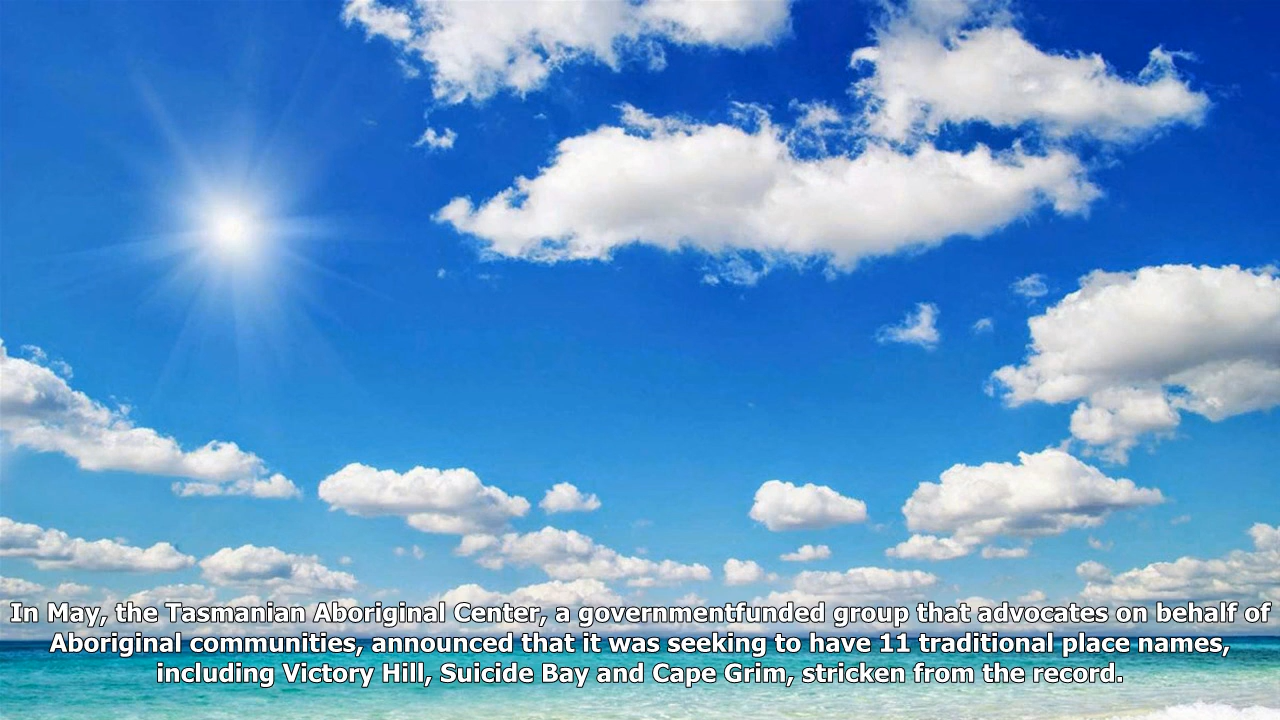 In May, the Tasmanian Aboriginal Center, a governmentfunded group that advocates on behalf of
Aboriginal communities, announced that it was seeking to have 11 traditional place names,
including Victory Hill, Suicide Bay and Cape Grim, stricken from the record.